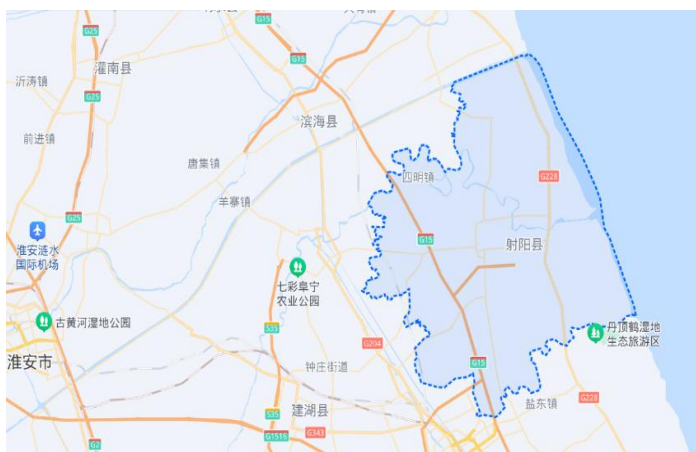 G25
G15
灌南县
沂涛镇
G25
G15
滨海县
前进镇
唐集镇
四明镇
G228
羊寨镇
G25
淮安涟水
国际机场
G15
射阳县
七彩阜宁
农业公园
古黄河湿地公园
S35
丹顶鹤湿地
生态旅游区
G204
淮安市
钟庄街道
G15
建湖县
S35
盐东镇
G228
G2
G1516
G343